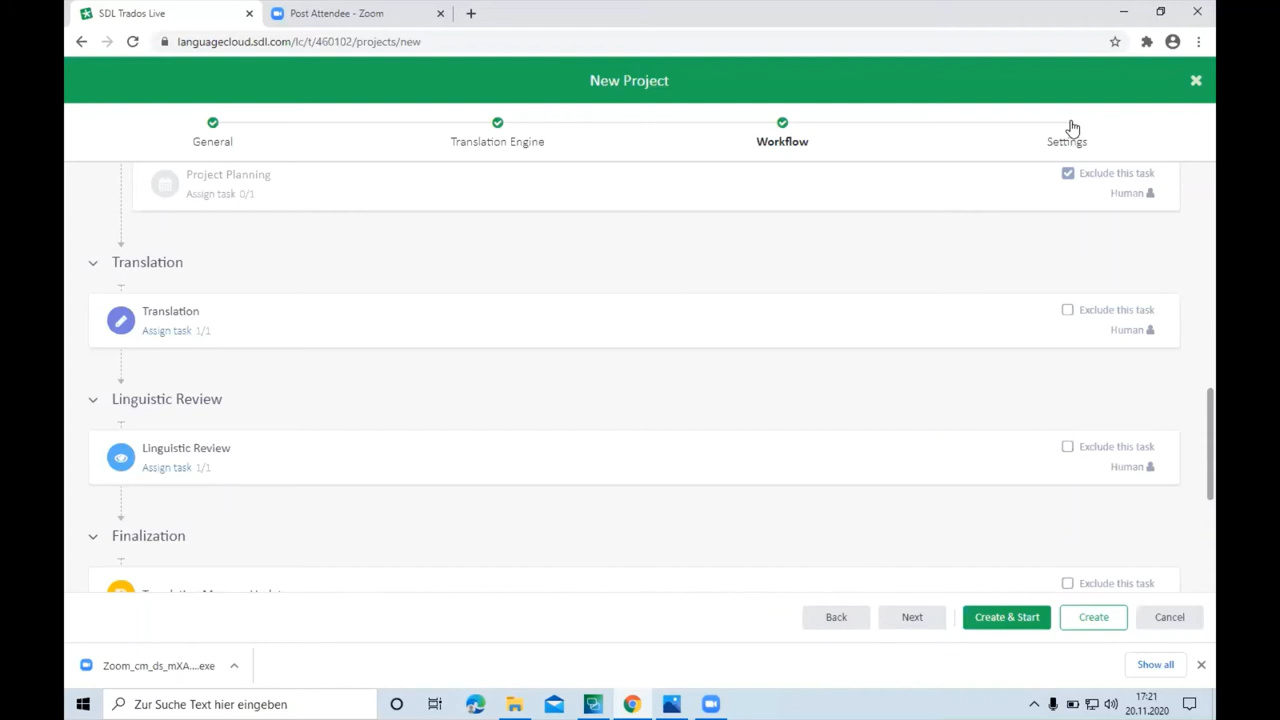 SDL Trados Live
Post Attendee - Zoom
languagecloud.sdl.com/lc/t/460102/projects/new
New Project
General
Translation Engine
Workflow
Settings
Project Planning
Exclude this task
Assign task 0/1
Human
Translation
Translation
Exclude this task
Assign task 1/1
Human
Linguistic Review
Linguistic Review
Exclude this task
Assign task 1/1
Human
Finalization
Exclude this task
Back
Next
Create & Start
Create
Cancel
Zoom_cm_ds_mXA....exe
Show all
Zur Suche Text hier eingeben
17:21
20.11.2020